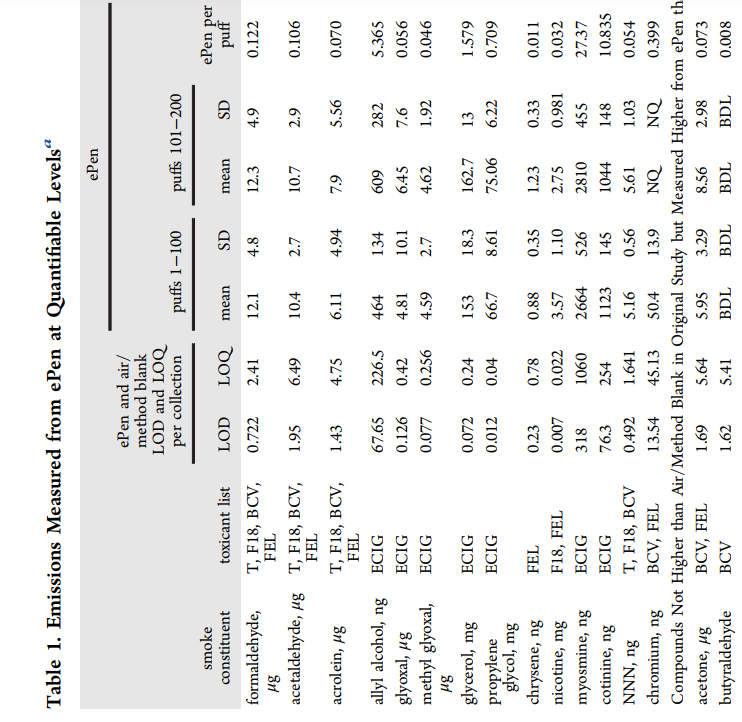 Table 1. Emissions Measured from ePen at Quantifiable Levelsᵃ
ePen
ePen and air/
method blank
LOD and LOQ
per collection
puffs 1−100
puffs 101−200
smoke
constituent
toxicant list
LOD LOQ mean SD mean SD
ePen per
puff
formaldehyde,
μg
T, F18, BCV,
FEL
0.722 2.41 12.1 4.8 12.3 4.9 0.122
acetaldehyde, μg
T, F18, BCV,
FEL
1.95 6.49 10.4 2.7 10.7 2.9 0.106
acrolein, μg
T, F18, BCV,
FEL
1.43 4.75 6.11 4.94 7.9 5.56 0.070
allyl alcohol, ng ECIG 67.65 226.5 464 134 609 282 5.365
glyoxal, μg ECIG 0.126 0.42 4.81 10.1 6.45 7.6 0.056
methyl glyoxal,
μg
ECIG 0.077 0.256 4.59 2.7 4.62 1.92 0.046
glycerol, mg ECIG 0.072 0.24 153 18.3 162.7 13 1.579
propylene
glycol, mg
ECIG 0.012 0.04 66.7 8.61 75.06 6.22 0.709
chrysene, ng FEL 0.23 0.78 0.88 0.35 1.23 0.33 0.011
nicotine, mg F18, FEL 0.007 0.022 3.57 1.10 2.75 0.981 0.032
myosmine, ng ECIG 318 1060 2664 526 2810 455 27.37
cotinine, ng ECIG 76.3 254 1123 145 1044 148 10.835
NNN, ng T, F18, BCV 0.492 1.641 5.16 0.56 5.61 1.03 0.054
chromium, ng BCV, FEL 13.54 45.13 50.4 13.9 NQ NQ 0.399
Compounds Not Higher than Air/Method Blank in Original Study but Measured Higher from ePen th
acetone, μg BCV, FEL 1.69 5.64 5.95 3.29 8.56 2.98 0.073
butyraldehyde BCV 1.62 5.41 BDL BDL BDL BDL 0.008